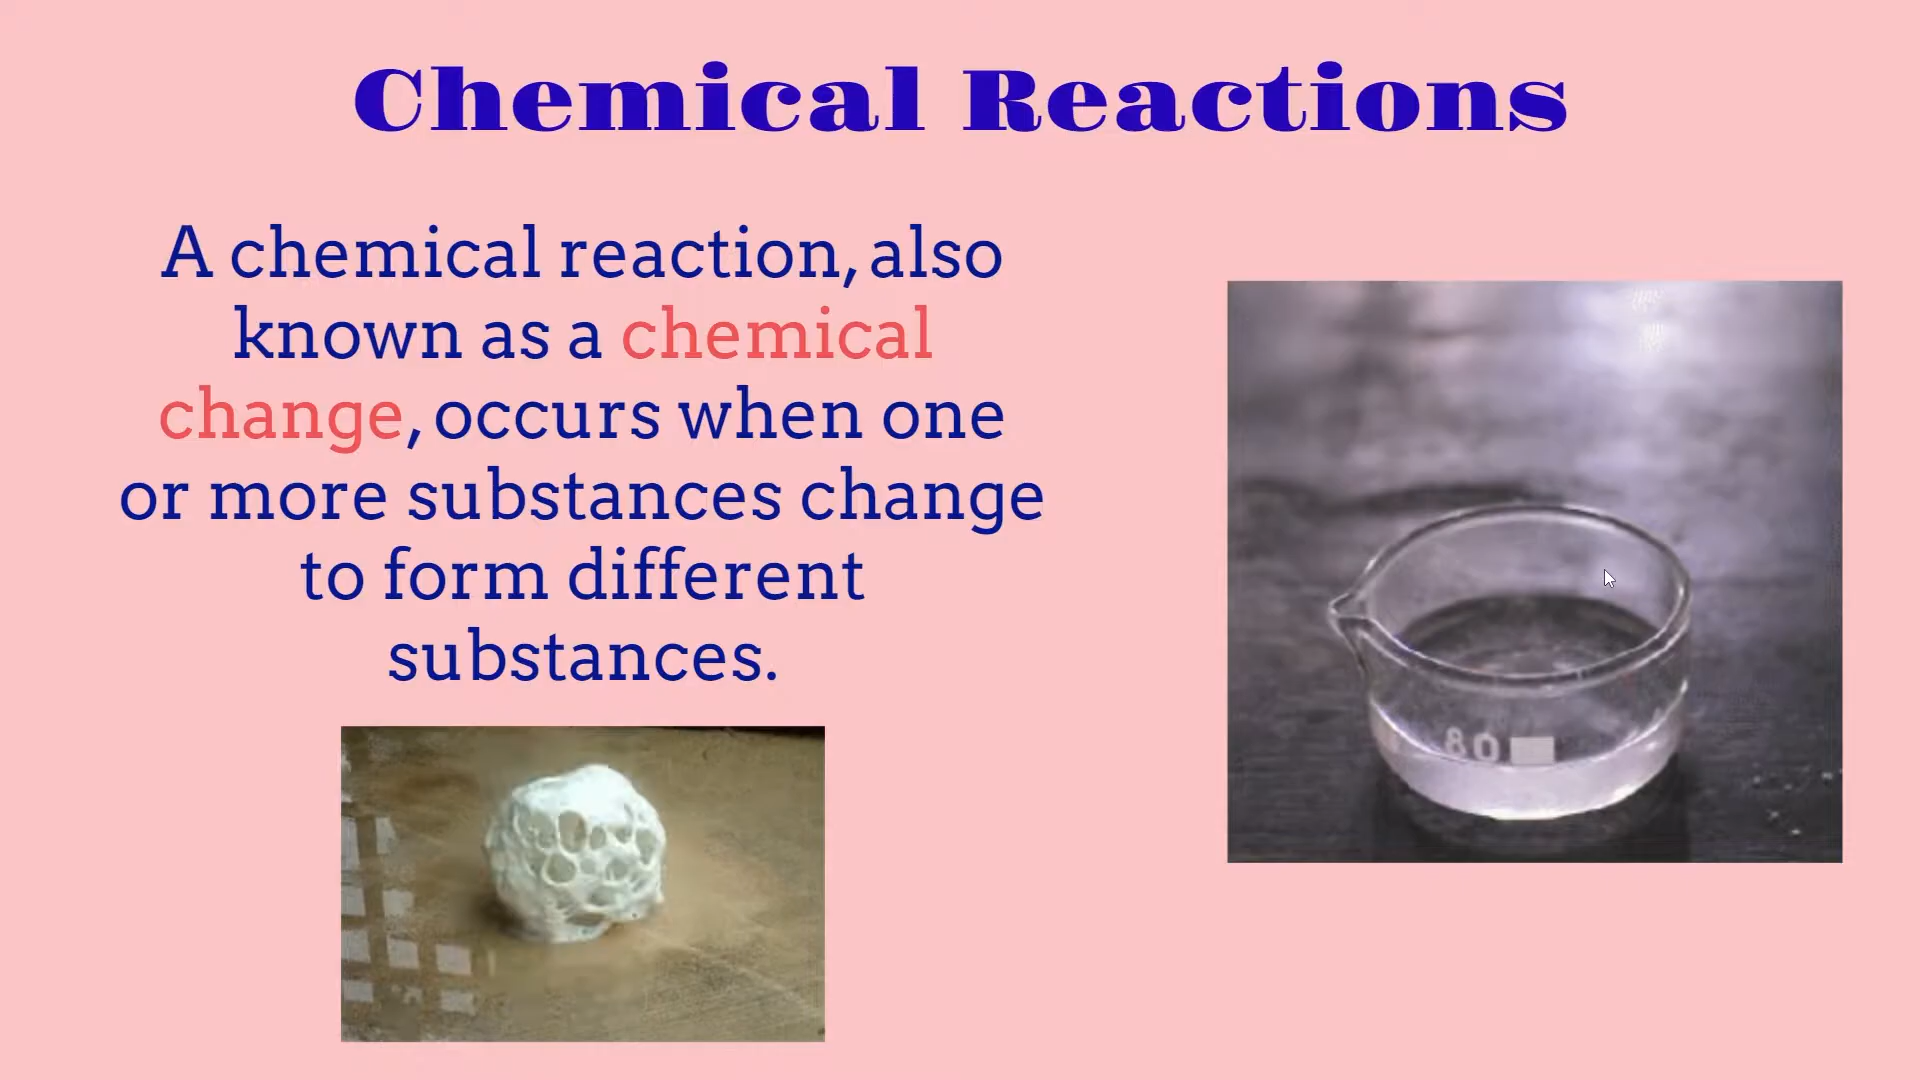 Chemical Reactions
A chemical reaction, also
known as a chemical
change, occurs when one
or more substances change
to form different
substances.
80